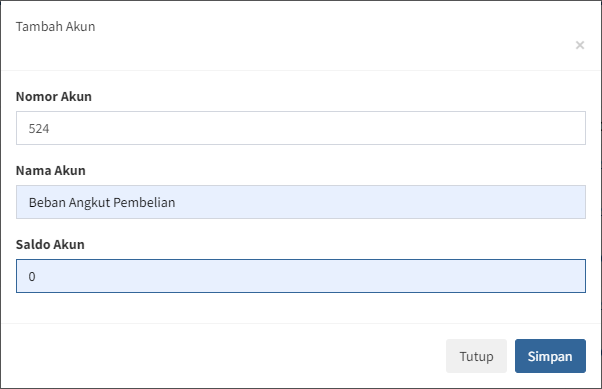 Tambah Akun
×
Nomor Akun
524
Nama Akun
Beban Angkut Pembelian
Saldo Akun
0
Tutup Simpan